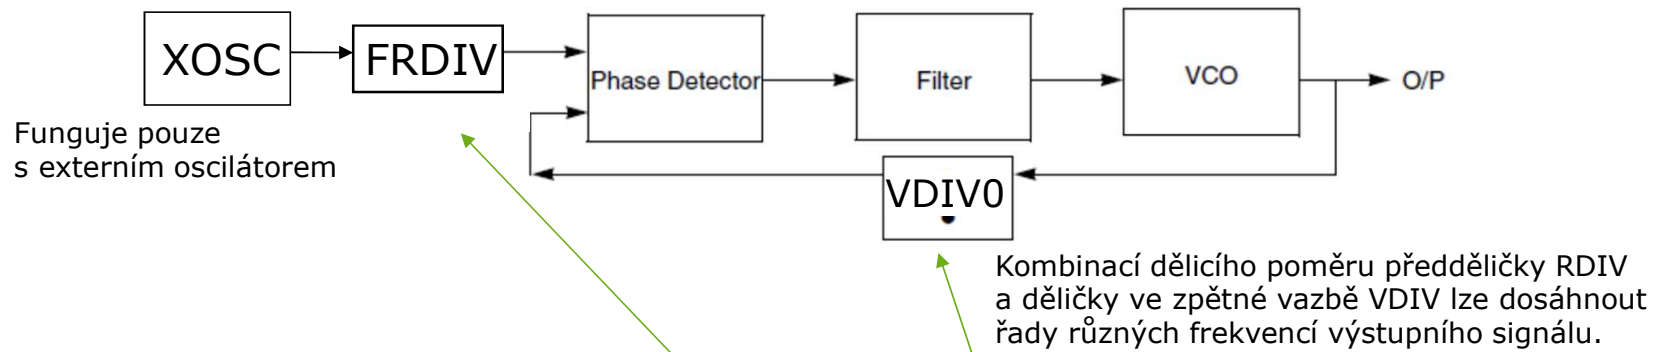 XOSC
FRDIV
Phase Detector
Filter
VCO
O/P
Funguje pouze
s externím oscilátorem
VDIV0
Kombinací dělicího poměru předděličky RDIV
a děličky ve zpětné vazbě VDIV lze dosáhnout
řady různých frekvencí výstupního signálu.